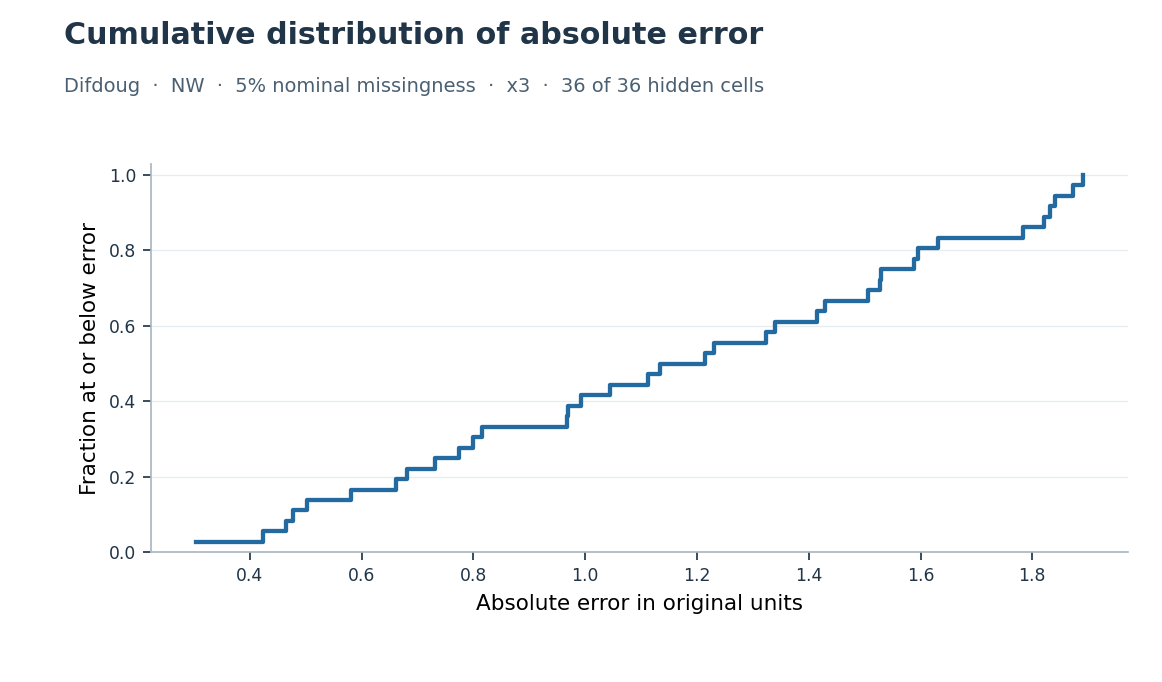 Cumulative distribution of absolute error
Difdoug · NW · 5% nominal missingness · x3 · 36 of 36 hidden cells
1.0
0.8
0.6
0.4
0.2
0.0
Fraction at or below error
0.4 0.6 0.8 1.0 1.2 1.4 1.6 1.8
Absolute error in original units